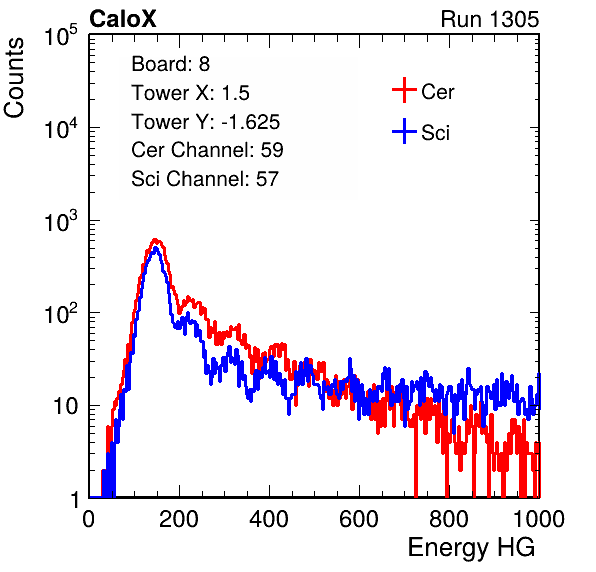 CaloX Run 1305
Counts
10^5
10^4
10^3
10^2
10
1
Board: 8
Tower X: 1.5
Tower Y: -1.625
Cer Channel: 59
Sci Channel: 57
Cer
Sci
0 200 400 600 800 1000
Energy HG